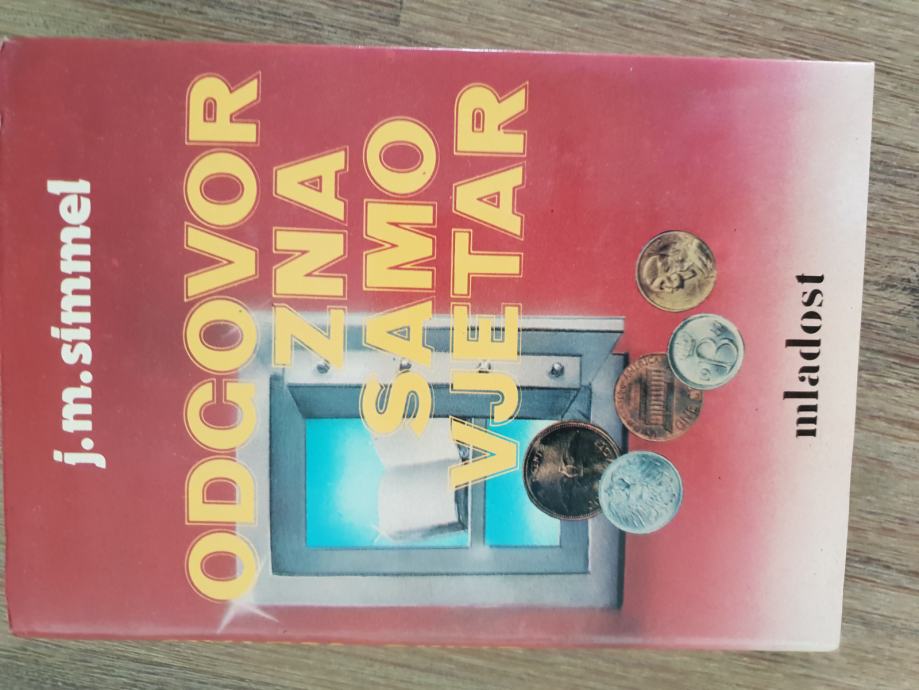 j.m.simmel
ODGOVOR
ZNA
SAMO
VJETAR
mladost